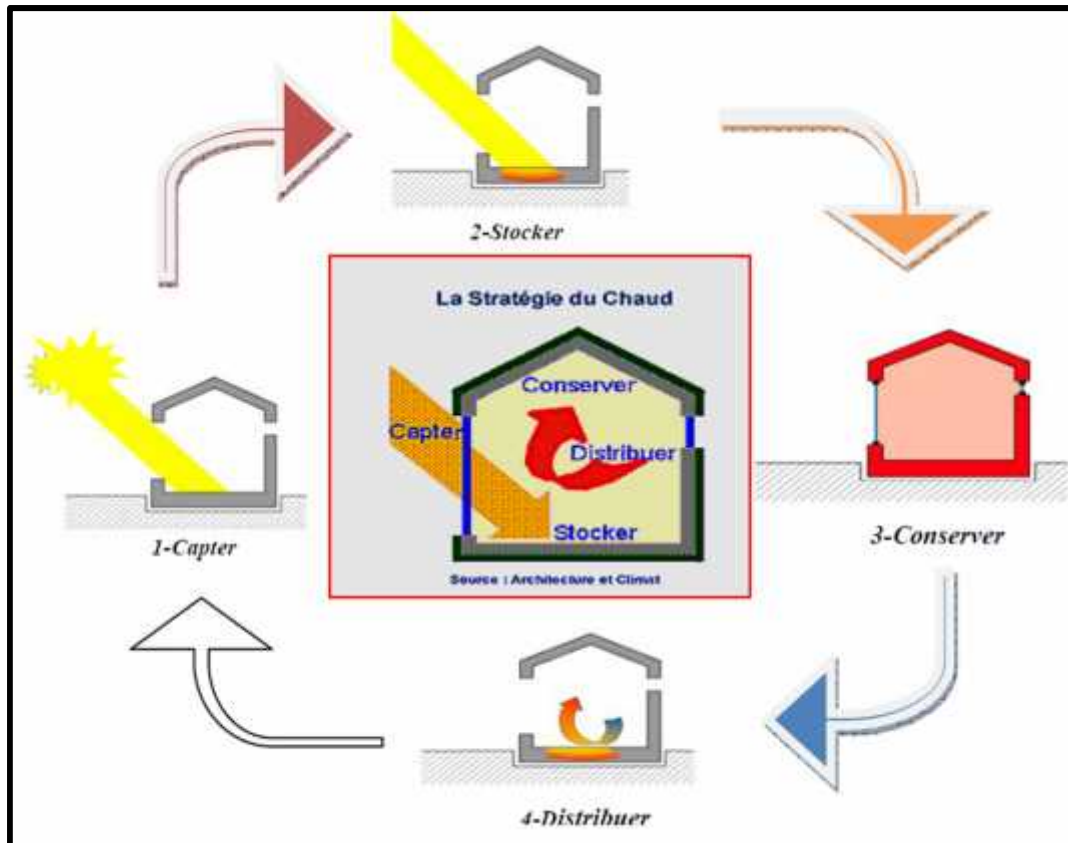 2-Stocker
La Stratégie du Chaud
Conserver
Capter
Distribuer
Stocker
Source : Architecture et Climat
1-Capter
3-Conserver
4-Distribuer